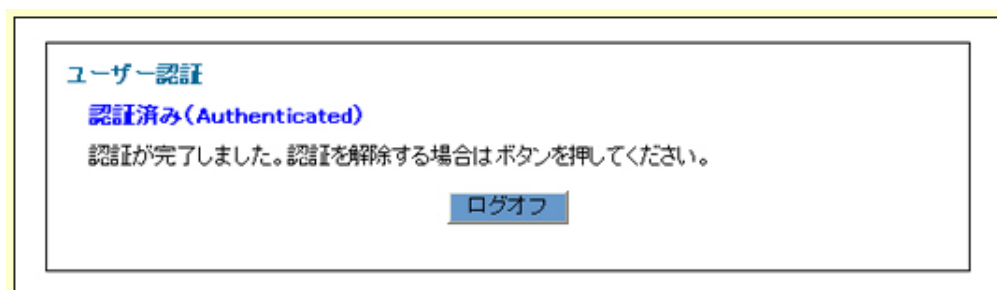 ユーザー認証
認証済み(Authenticated)
認証が完了しました。認証を解除する場合はボタンを押してください。
ログオフ